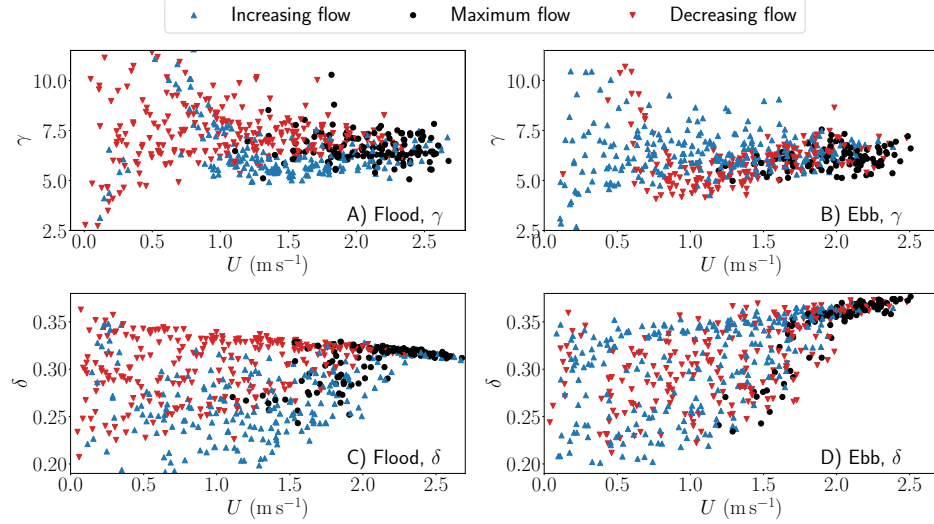 Increasing flow Maximum flow Decreasing flow
10.0
7.5
5.0
2.5
γ
0.0 0.5 1.0 1.5 2.0 2.5
U (m s⁻¹)
A) Flood, γ
10.0
7.5
5.0
2.5
γ
0.0 0.5 1.0 1.5 2.0 2.5
U (m s⁻¹)
B) Ebb, γ
0.35
0.30
0.25
0.20
δ
0.0 0.5 1.0 1.5 2.0 2.5
U (m s⁻¹)
C) Flood, δ
0.35
0.30
0.25
0.20
δ
0.0 0.5 1.0 1.5 2.0 2.5
U (m s⁻¹)
D) Ebb, δ